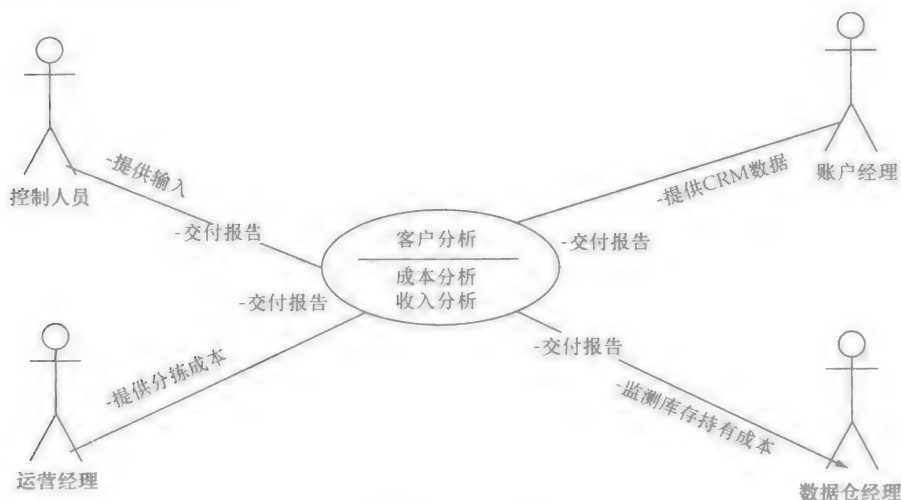 -提供输入
-提供CRM数据
账户经理
控制人员
-交付报告
客户分析
-交付报告
成本分析
收入分析
-交付报告
-交付报告
-提供分拣成本
-监测库存持有成本
运营经理
数据仓经理